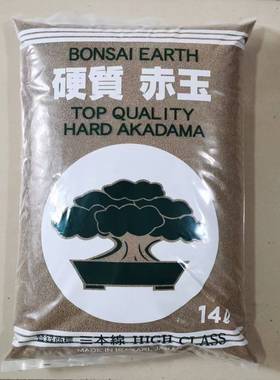 BONSAI EARTH
硬質 赤玉
TOP QUALITY
HARD AKADAMA
14ℓ
三本線 HIGH CLASS
MADE IN IBARAKI, JAPAN